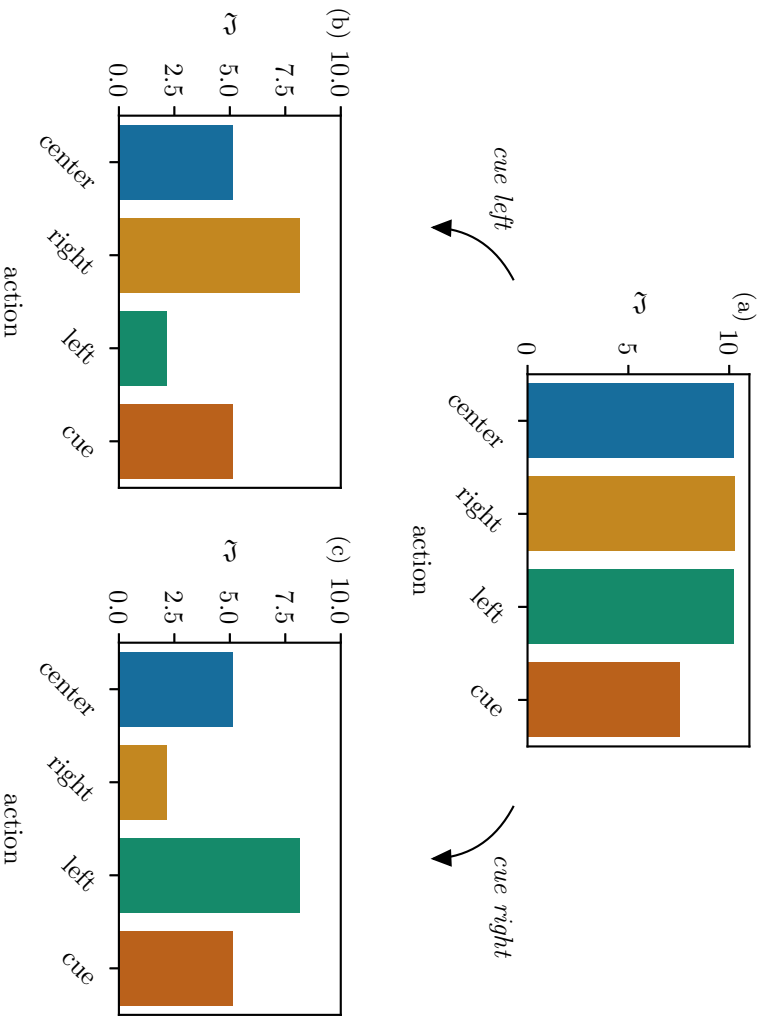 (a)
ℑ
10
5
0
center
right
left
cue
action
cue left
cue right
(b)
ℑ
10.0
7.5
5.0
2.5
0.0
center
right
left
cue
action
(c)
ℑ
10.0
7.5
5.0
2.5
0.0
center
right
left
cue
action